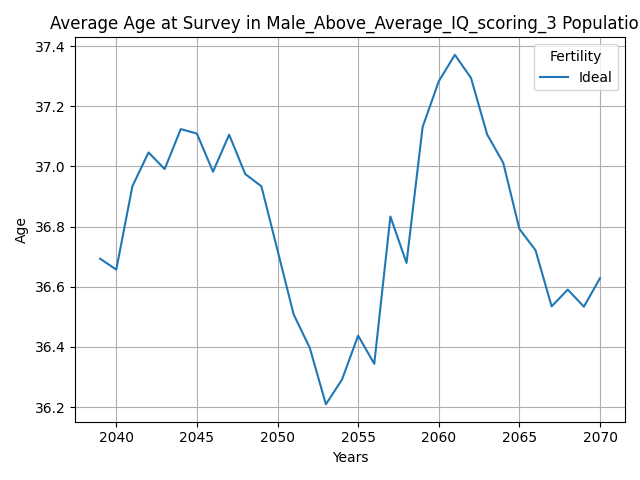 Average Age at Survey in Male_Above_Average_IQ_scoring_3 Populatio
Fertility
Ideal
37.4
37.2
37.0
36.8
36.6
36.4
36.2
Age
2040 2045 2050 2055 2060 2065 2070
Years